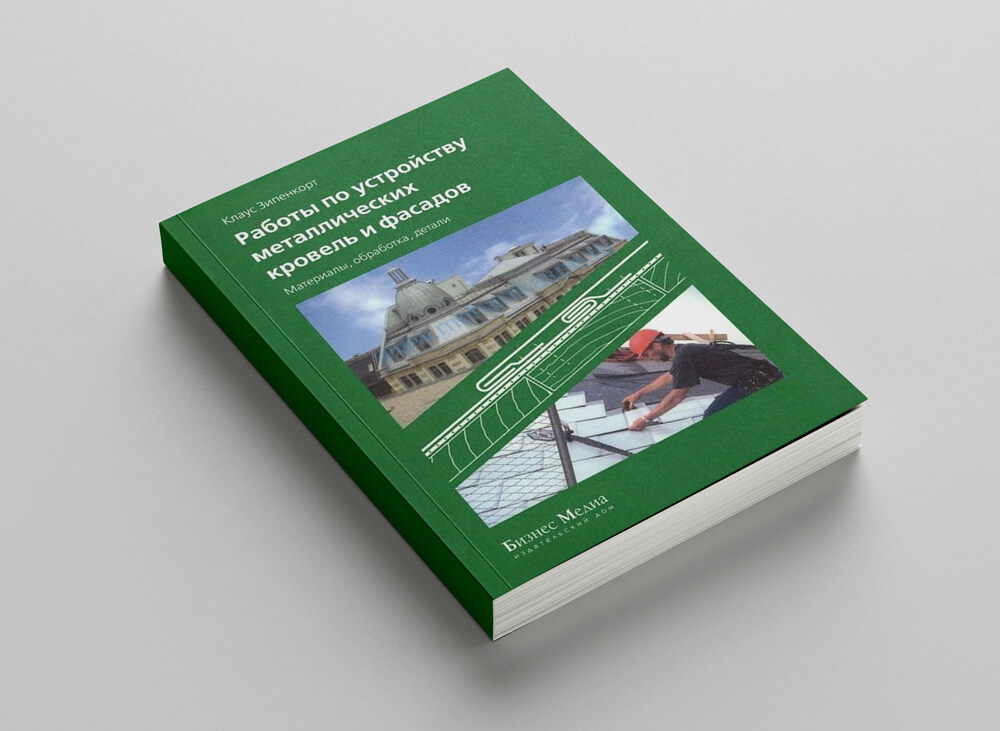 Клаус Зипенкорт
Работы по устройству
металлических
кровель и фасадов
Материалы, обработка, детали
Бизнес Медиа
издательский дом